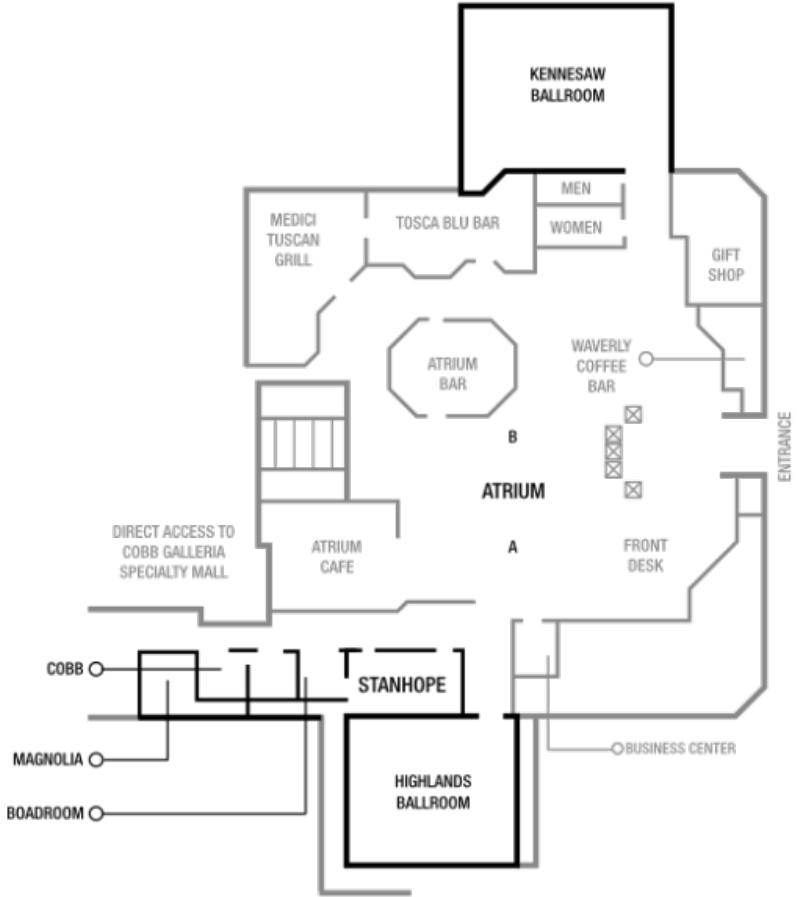 KENNESAW
BALLROOM
MEN
WOMEN
MEDICI
TUSCAN
GRILL
TOSCA BLU BAR
GIFT
SHOP
ATRIUM
BAR
WAVERLY
COFFEE
BAR
ENTRANCE
B
ATRIUM
A
DIRECT ACCESS TO
COBB GALLERIA
SPECIALTY MALL
ATRIUM
CAFE
FRONT
DESK
COBB
STANHOPE
MAGNOLIA
BUSINESS CENTER
HIGHLANDS
BALLROOM
BOADROOM